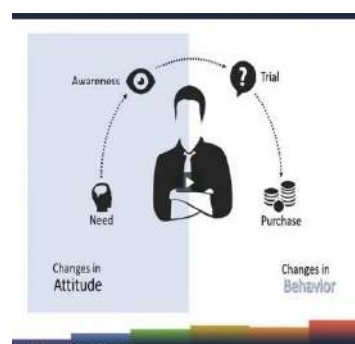 Awareness
Trial
Need
Purchase
Changes in
Attitude
Changes in
Behavior